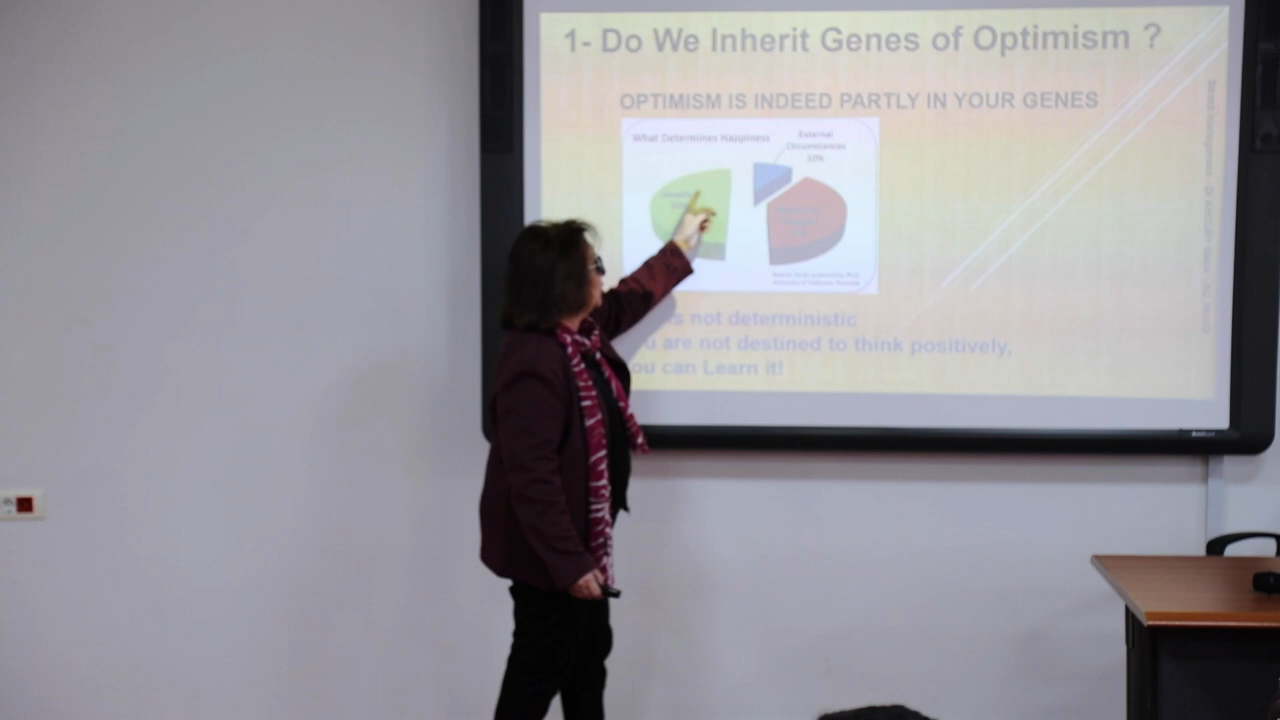 1- Do We Inherit Genes of Optimism ?
OPTIMISM IS INDEED PARTLY IN YOUR GENES
What Determines Happiness
External
Circumstances
10%
is not deterministic
are not destined to think positively,
ou can Learn it!